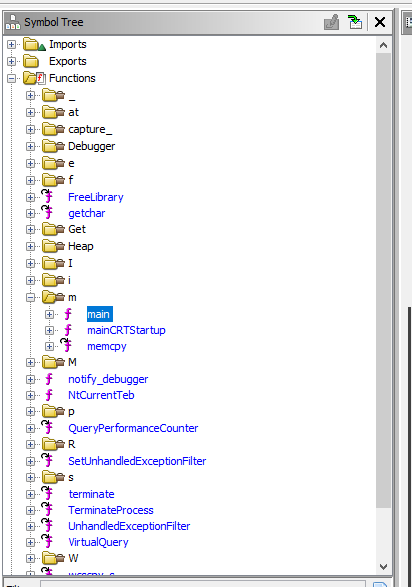 Symbol Tree
Imports
Exports
Functions
_
at
capture_
Debugger
e
f
FreeLibrary
getchar
Get
Heap
I
i
m
main
mainCRTStartup
memcpy
M
notify_debugger
NtCurrentTeb
p
QueryPerformanceCounter
R
SetUnhandledExceptionFilter
s
terminate
TerminateProcess
UnhandledExceptionFilter
VirtualQuery
W